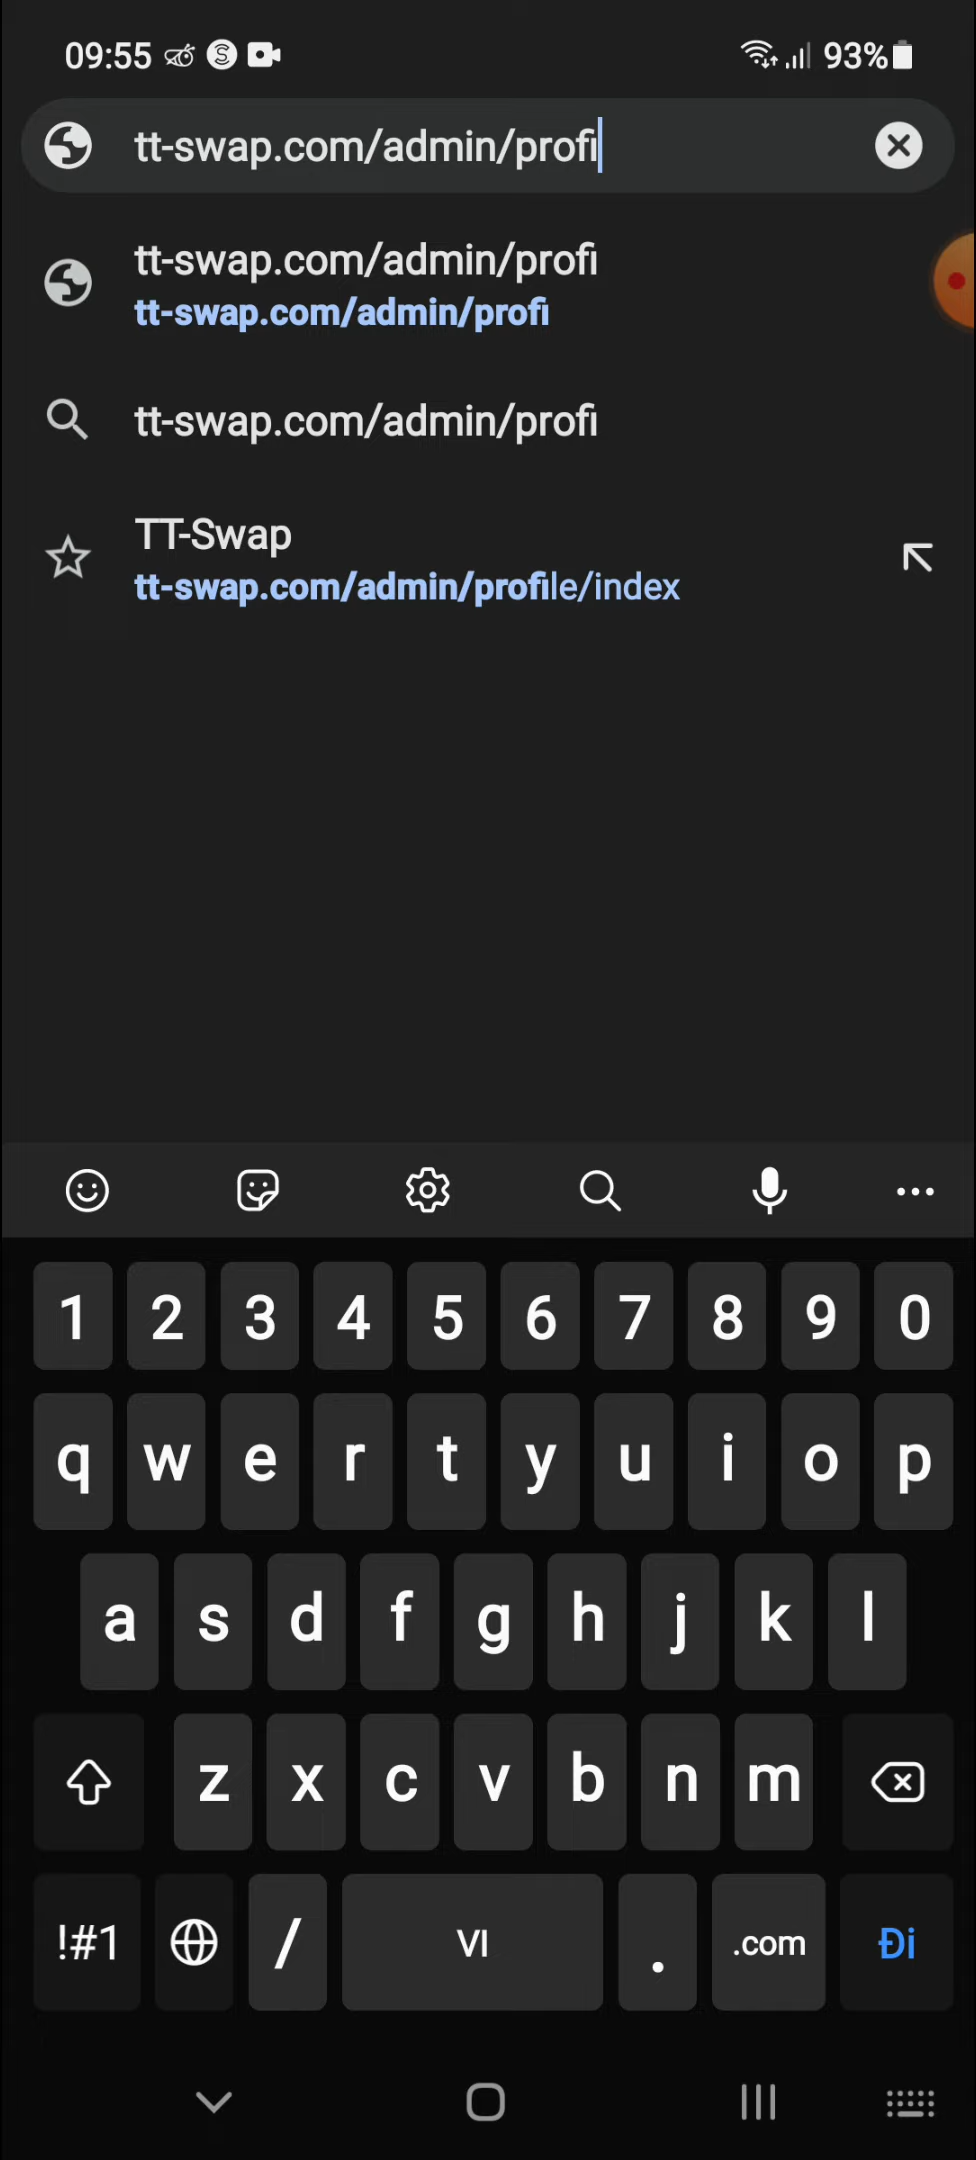 09:55 93%
tt-swap.com/admin/profi
tt-swap.com/admin/profi
tt-swap.com/admin/profi
tt-swap.com/admin/profi
TT-Swap
tt-swap.com/admin/profile/index
1 2 3 4 5 6 7 8 9 0
q w e r t y u i o p
a s d f g h j k l
z x c v b n m
!#1 / VI . .com Đi